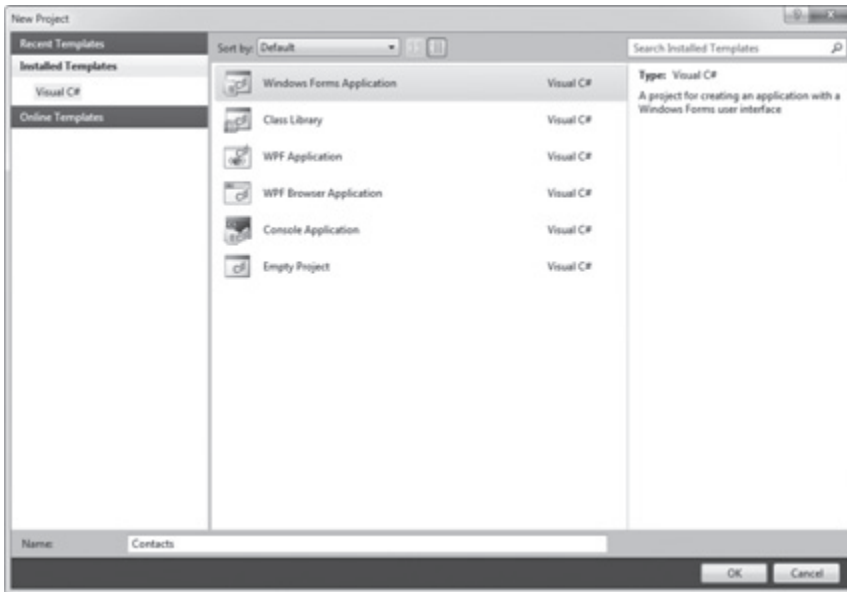 New Project
Recent Templates
Installed Templates
Visual C#
Online Templates
Sort by: Default
Search Installed Templates
Windows Forms Application Visual C#
Class Library Visual C#
WPF Application Visual C#
WPF Browser Application Visual C#
Console Application Visual C#
Empty Project Visual C#
Type: Visual C#
A project for creating an application with a
Windows Forms user interface
Name: Contacts
OK Cancel